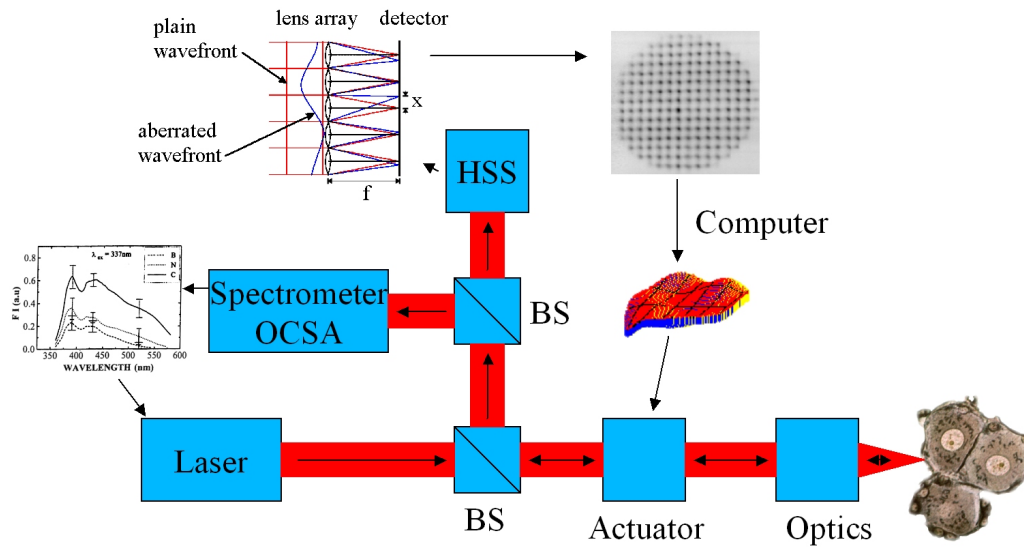 plain
wavefront
lens array
detector
x
aberrated
wavefront
f
HSS
Computer
λex = 337nm
B
N
C
F I (a.u)
0.8
0.6
0.4
0.2
0.0
350 400 450 500 550 600
WAVELENGTH (nm)
Spectrometer
OCSA
BS
Laser
BS
Actuator
Optics